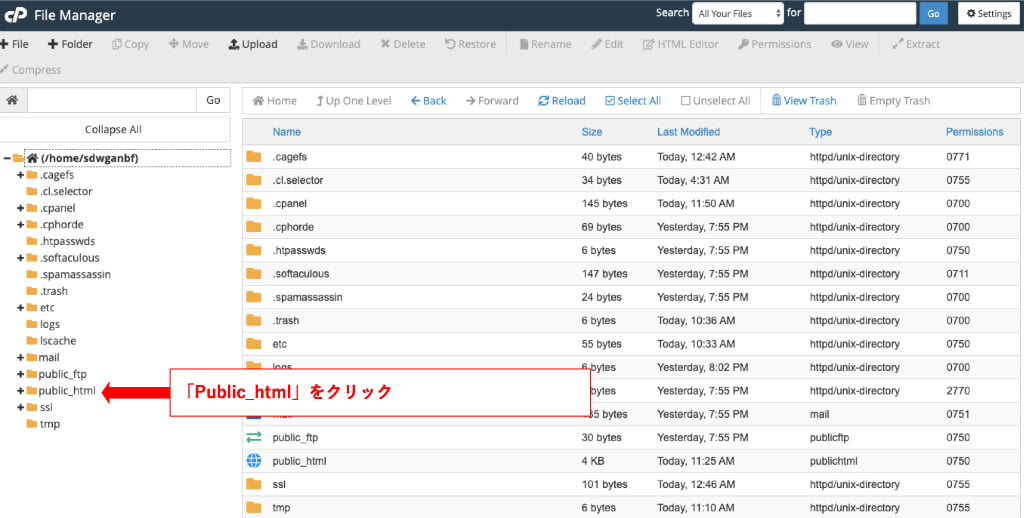 cP File Manager
Search All Your Files for Go Settings
+ File + Folder Copy Move Upload Download Delete Restore Rename Edit HTML Editor Permissions View Extract
Compress
Go
Collapse All
(/home/sdwganbf)
.cagefs
.cl.selector
.cpanel
.cphorde
.htpasswds
.softaculous
.spamassassin
.trash
etc
logs
lscache
mail
public_ftp
public_html
ssl
tmp
Home Up One Level Back Forward Reload Select All Unselect All View Trash Empty Trash
Name Size Last Modified Type Permissions
.cagefs 40 bytes Today, 12:42 AM httpd/unix-directory 0771
.cl.selector 34 bytes Today, 4:31 AM httpd/unix-directory 0755
.cpanel 145 bytes Today, 11:50 AM httpd/unix-directory 0700
.cphorde 69 bytes Yesterday, 7:55 PM httpd/unix-directory 0700
.htpasswds 6 bytes Yesterday, 7:55 PM httpd/unix-directory 0750
.softaculous 147 bytes Yesterday, 7:55 PM httpd/unix-directory 0711
.spamassassin 24 bytes Yesterday, 7:55 PM httpd/unix-directory 0700
.trash 6 bytes Today, 10:36 AM httpd/unix-directory 0700
etc 55 bytes Today, 10:33 AM httpd/unix-directory 0750
logs 6 bytes Yesterday, 8:02 PM httpd/unix-directory 0700
「Public_html」をクリック
bytes Yesterday, 7:55 PM httpd/unix-directory 2770
mail bytes Yesterday, 7:55 PM mail 0751
public_ftp 30 bytes Yesterday, 7:55 PM publicftp 0750
public_html 4 KB Today, 11:25 AM publichtml 0750
ssl 101 bytes Today, 12:46 AM httpd/unix-directory 0755
tmp 6 bytes Today, 11:10 AM httpd/unix-directory 0755